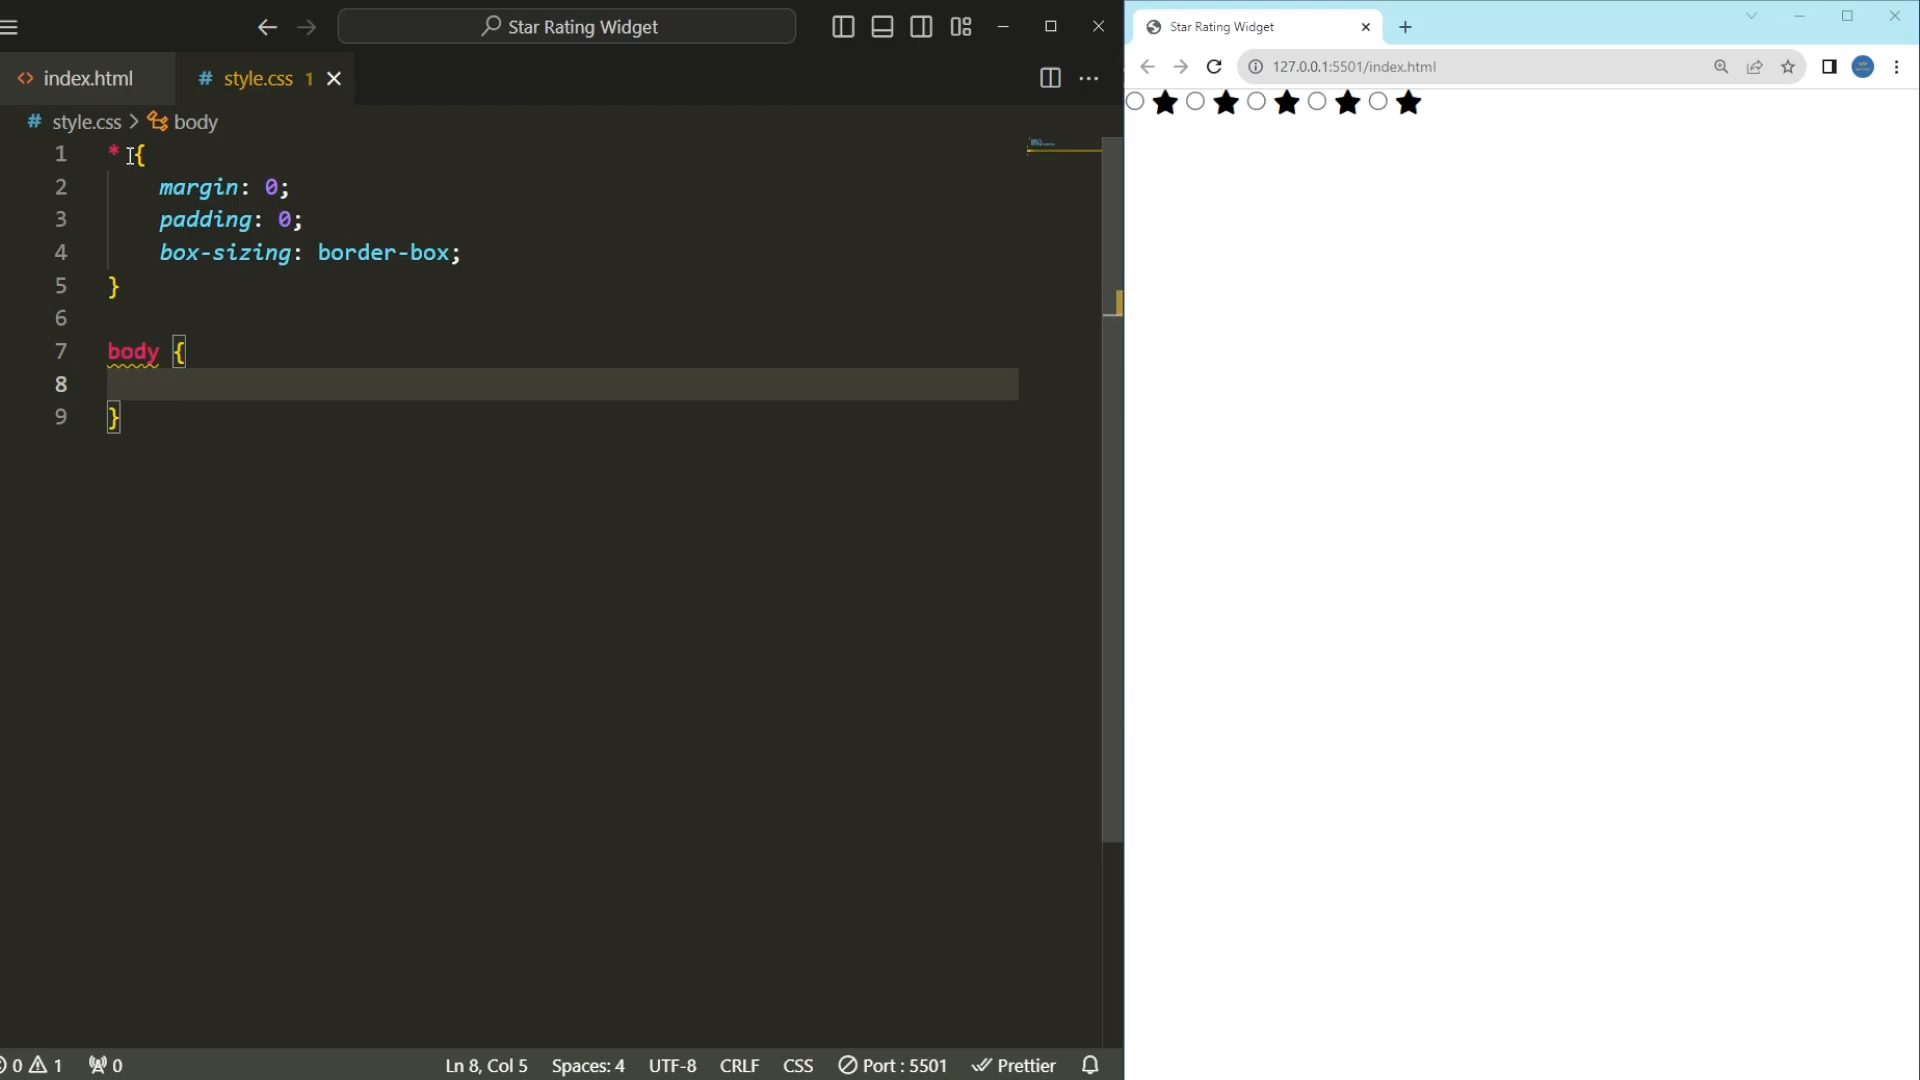 Star Rating Widget
index.html
# style.css 1
# style.css > body
1 * {
2 margin: 0;
3 padding: 0;
4 box-sizing: border-box;
5 }
6
7 body {
8
9 }
0 1 0 Ln 8, Col 5 Spaces: 4 UTF-8 CRLF CSS Port : 5501 Prettier
Star Rating Widget
127.0.0.1:5501/index.html